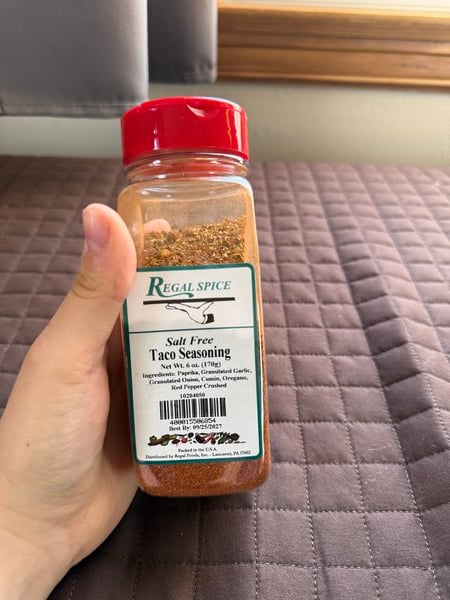 REGAL SPICE
Salt Free
Taco Seasoning
Net Wt. 6 oz. (170g)
Ingredients: Paprika, Granulated Garlic,
Granulated Onion, Cumin, Oregano,
Red Pepper Crushed
10204050
400015506854
Best By: 09/25/2027
Packed in the U.S.A.
Distributed by Regal Foods, Inc. - Lancaster, PA 17602